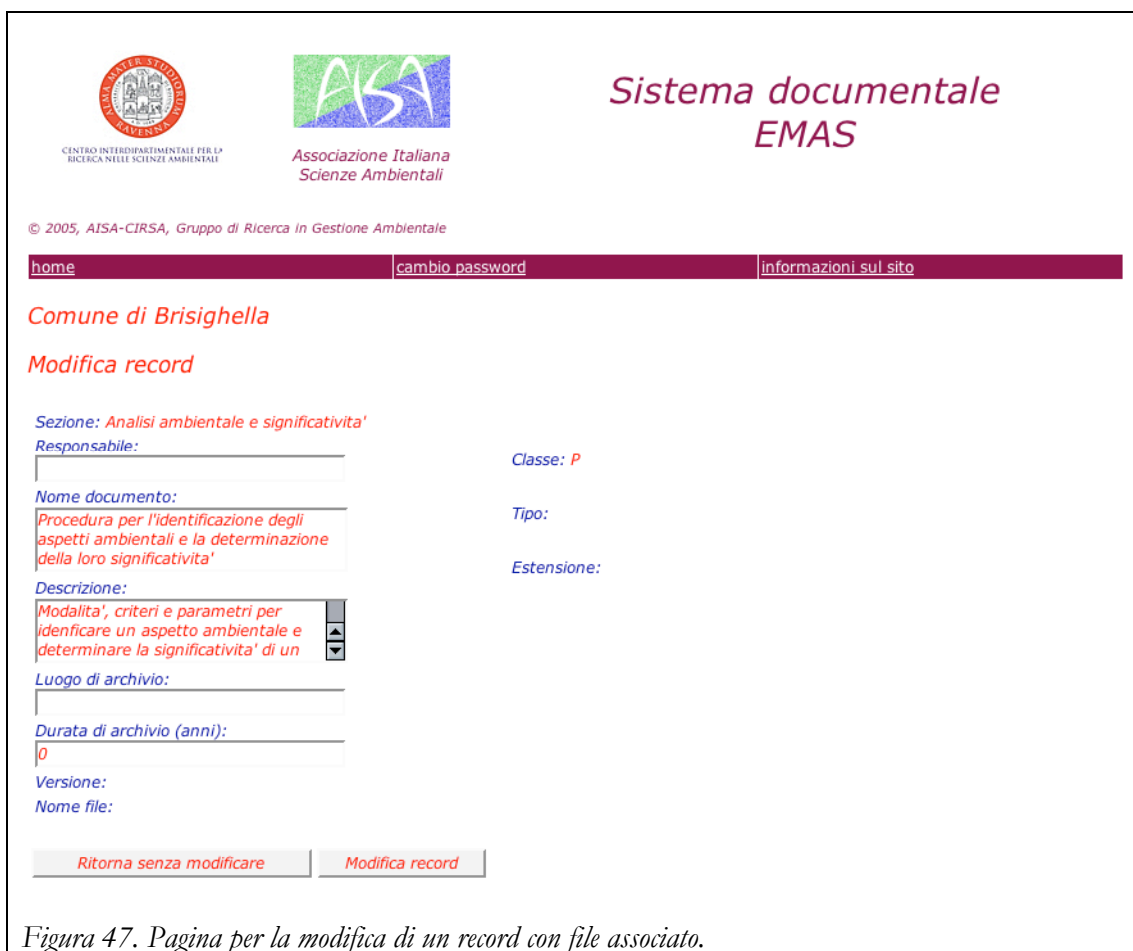 ALMA MATER STUDIORUM
RAVENNA
CENTRO INTERDIPARTIMENTALE PER LA
RICERCA NELLE SCIENZE AMBIENTALI
AISA
Associazione Italiana
Scienze Ambientali
Sistema documentale
EMAS
© 2005, AISA-CIRSA, Gruppo di Ricerca in Gestione Ambientale
home cambio password informazioni sul sito
Comune di Brisighella
Modifica record
Sezione: Analisi ambientale e significativita'
Responsabile:
Classe: P
Nome documento:
Procedura per l'identificazione degli
aspetti ambientali e la determinazione
della loro significativita'
Tipo:
Estensione:
Descrizione:
Modalita', criteri e parametri per
idenficare un aspetto ambientale e
determinare la significativita' di un
Luogo di archivio:
Durata di archivio (anni):
0
Versione:
Nome file:
Ritorna senza modificare Modifica record
Figura 47. Pagina per la modifica di un record con file associato.